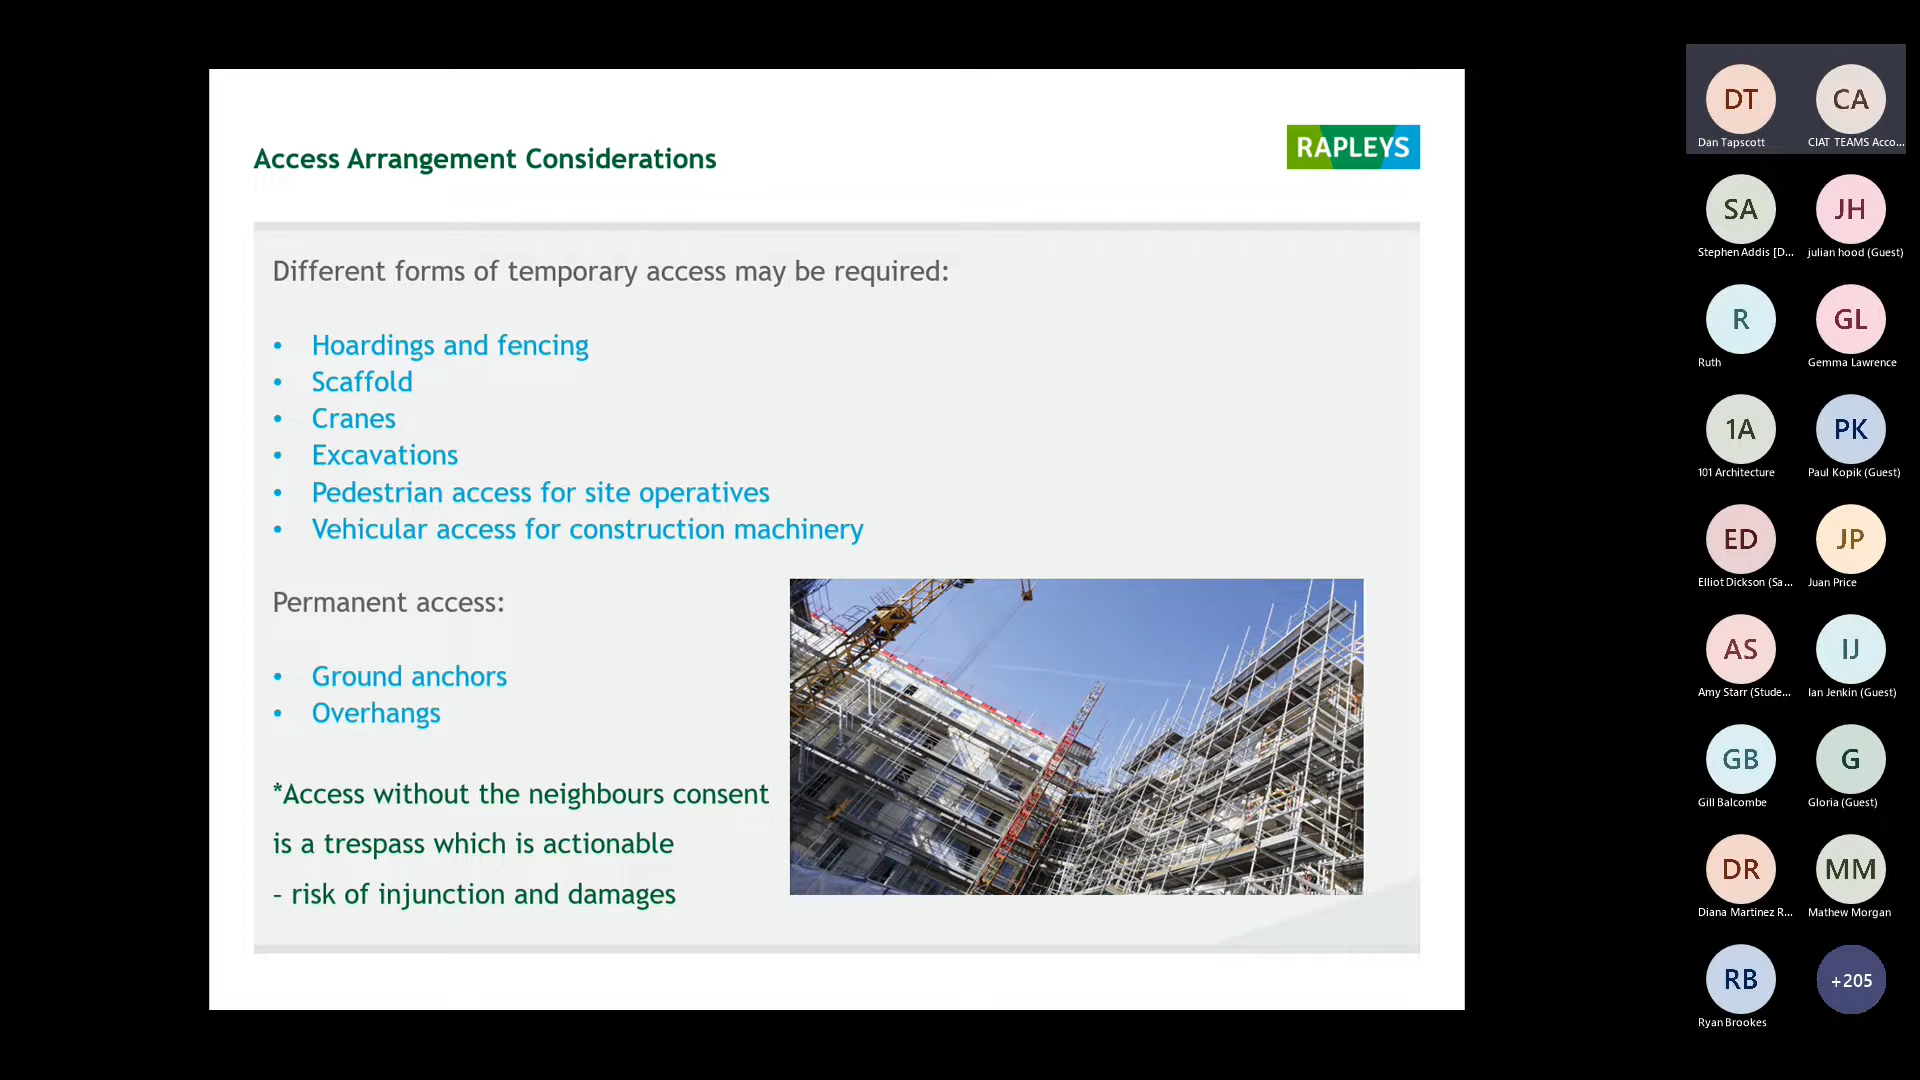 Access Arrangement Considerations
RAPLEYS
Different forms of temporary access may be required:
• Hoardings and fencing
• Scaffold
• Cranes
• Excavations
• Pedestrian access for site operatives
• Vehicular access for construction machinery
Permanent access:
• Ground anchors
• Overhangs
*Access without the neighbours consent
is a trespass which is actionable
– risk of injunction and damages
DT
Dan Tapscott
CA
CIAT TEAMS Acco...
SA
Stephen Addis [D...
JH
julian hood (Guest)
R
Ruth
GL
Gemma Lawrence
1A
101 Architecture
PK
Paul Kopik (Guest)
ED
Elliot Dickson (Sa...
JP
Juan Price
AS
Amy Starr (Stude...
IJ
Ian Jenkin (Guest)
GB
Gill Balcombe
G
Gloria (Guest)
DR
Diana Martinez R...
MM
Mathew Morgan
RB
Ryan Brookes
+205